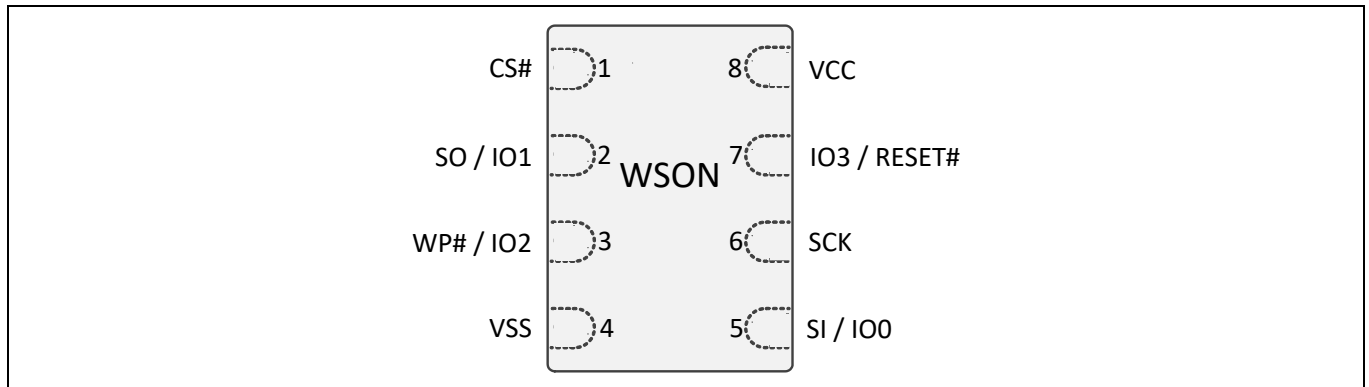 CS# 1 8 VCC
SO / IO1 2 7 IO3 / RESET#
WSON
WP# / IO2 3 6 SCK
VSS 4 5 SI / IO0